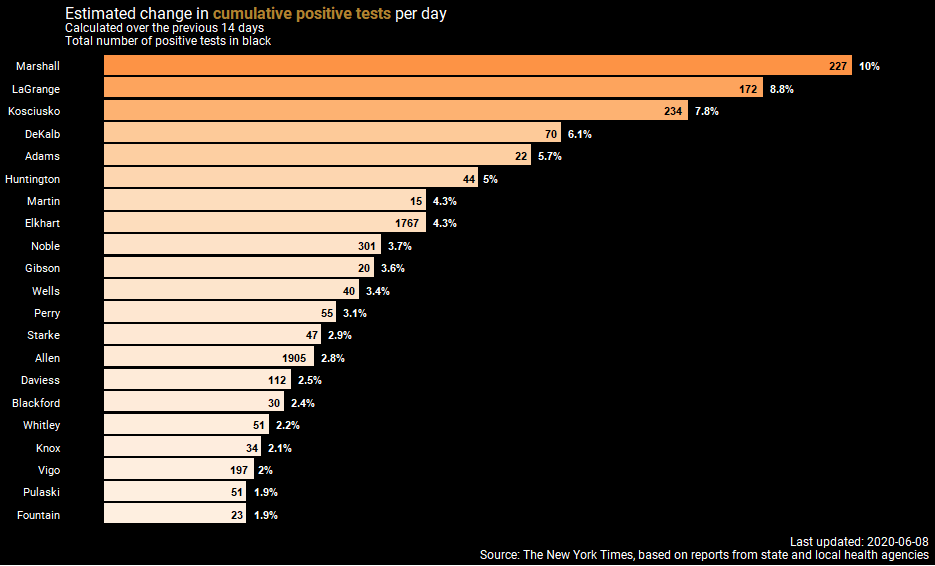 Estimated change in cumulative positive tests per day
Calculated over the previous 14 days
Total number of positive tests in black
Marshall 227 10%
LaGrange 172 8.8%
Kosciusko 234 7.8%
DeKalb 70 6.1%
Adams 22 5.7%
Huntington 44 5%
Martin 15 4.3%
Elkhart 1767 4.3%
Noble 301 3.7%
Gibson 20 3.6%
Wells 40 3.4%
Perry 55 3.1%
Starke 47 2.9%
Allen 1905 2.8%
Daviess 112 2.5%
Blackford 30 2.4%
Whitley 51 2.2%
Knox 34 2.1%
Vigo 197 2%
Pulaski 51 1.9%
Fountain 23 1.9%
Last updated: 2020-06-08
Source: The New York Times, based on reports from state and local health agencies